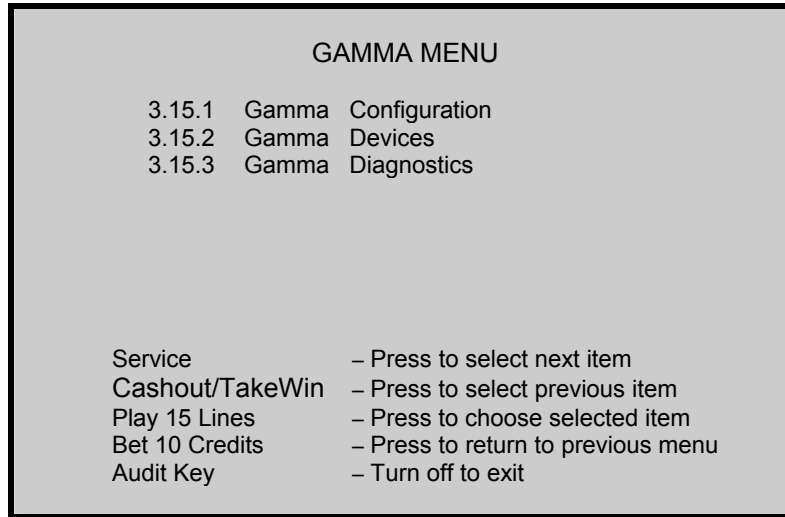 GAMMA MENU
3.15.1 Gamma Configuration
3.15.2 Gamma Devices
3.15.3 Gamma Diagnostics
Service – Press to select next item
Cashout/TakeWin – Press to select previous item
Play 15 Lines – Press to choose selected item
Bet 10 Credits – Press to return to previous menu
Audit Key – Turn off to exit